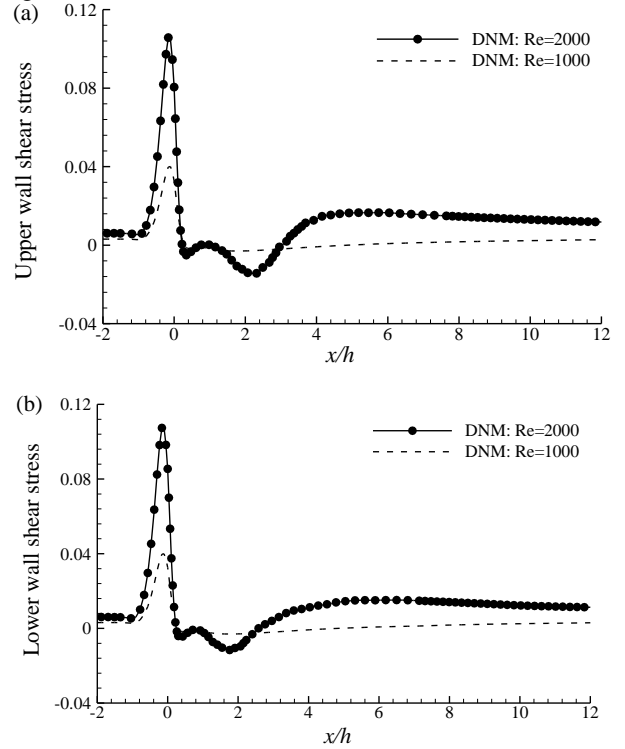 (a)
0.12
0.08
0.04
0
-0.04
Upper wall shear stress
DNM: Re=2000
DNM: Re=1000
-2 0 2 4 6 8 10 12
x/h
(b)
0.12
0.08
0.04
0
-0.04
Lower wall shear stress
DNM: Re=2000
DNM: Re=1000
-2 0 2 4 6 8 10 12
x/h